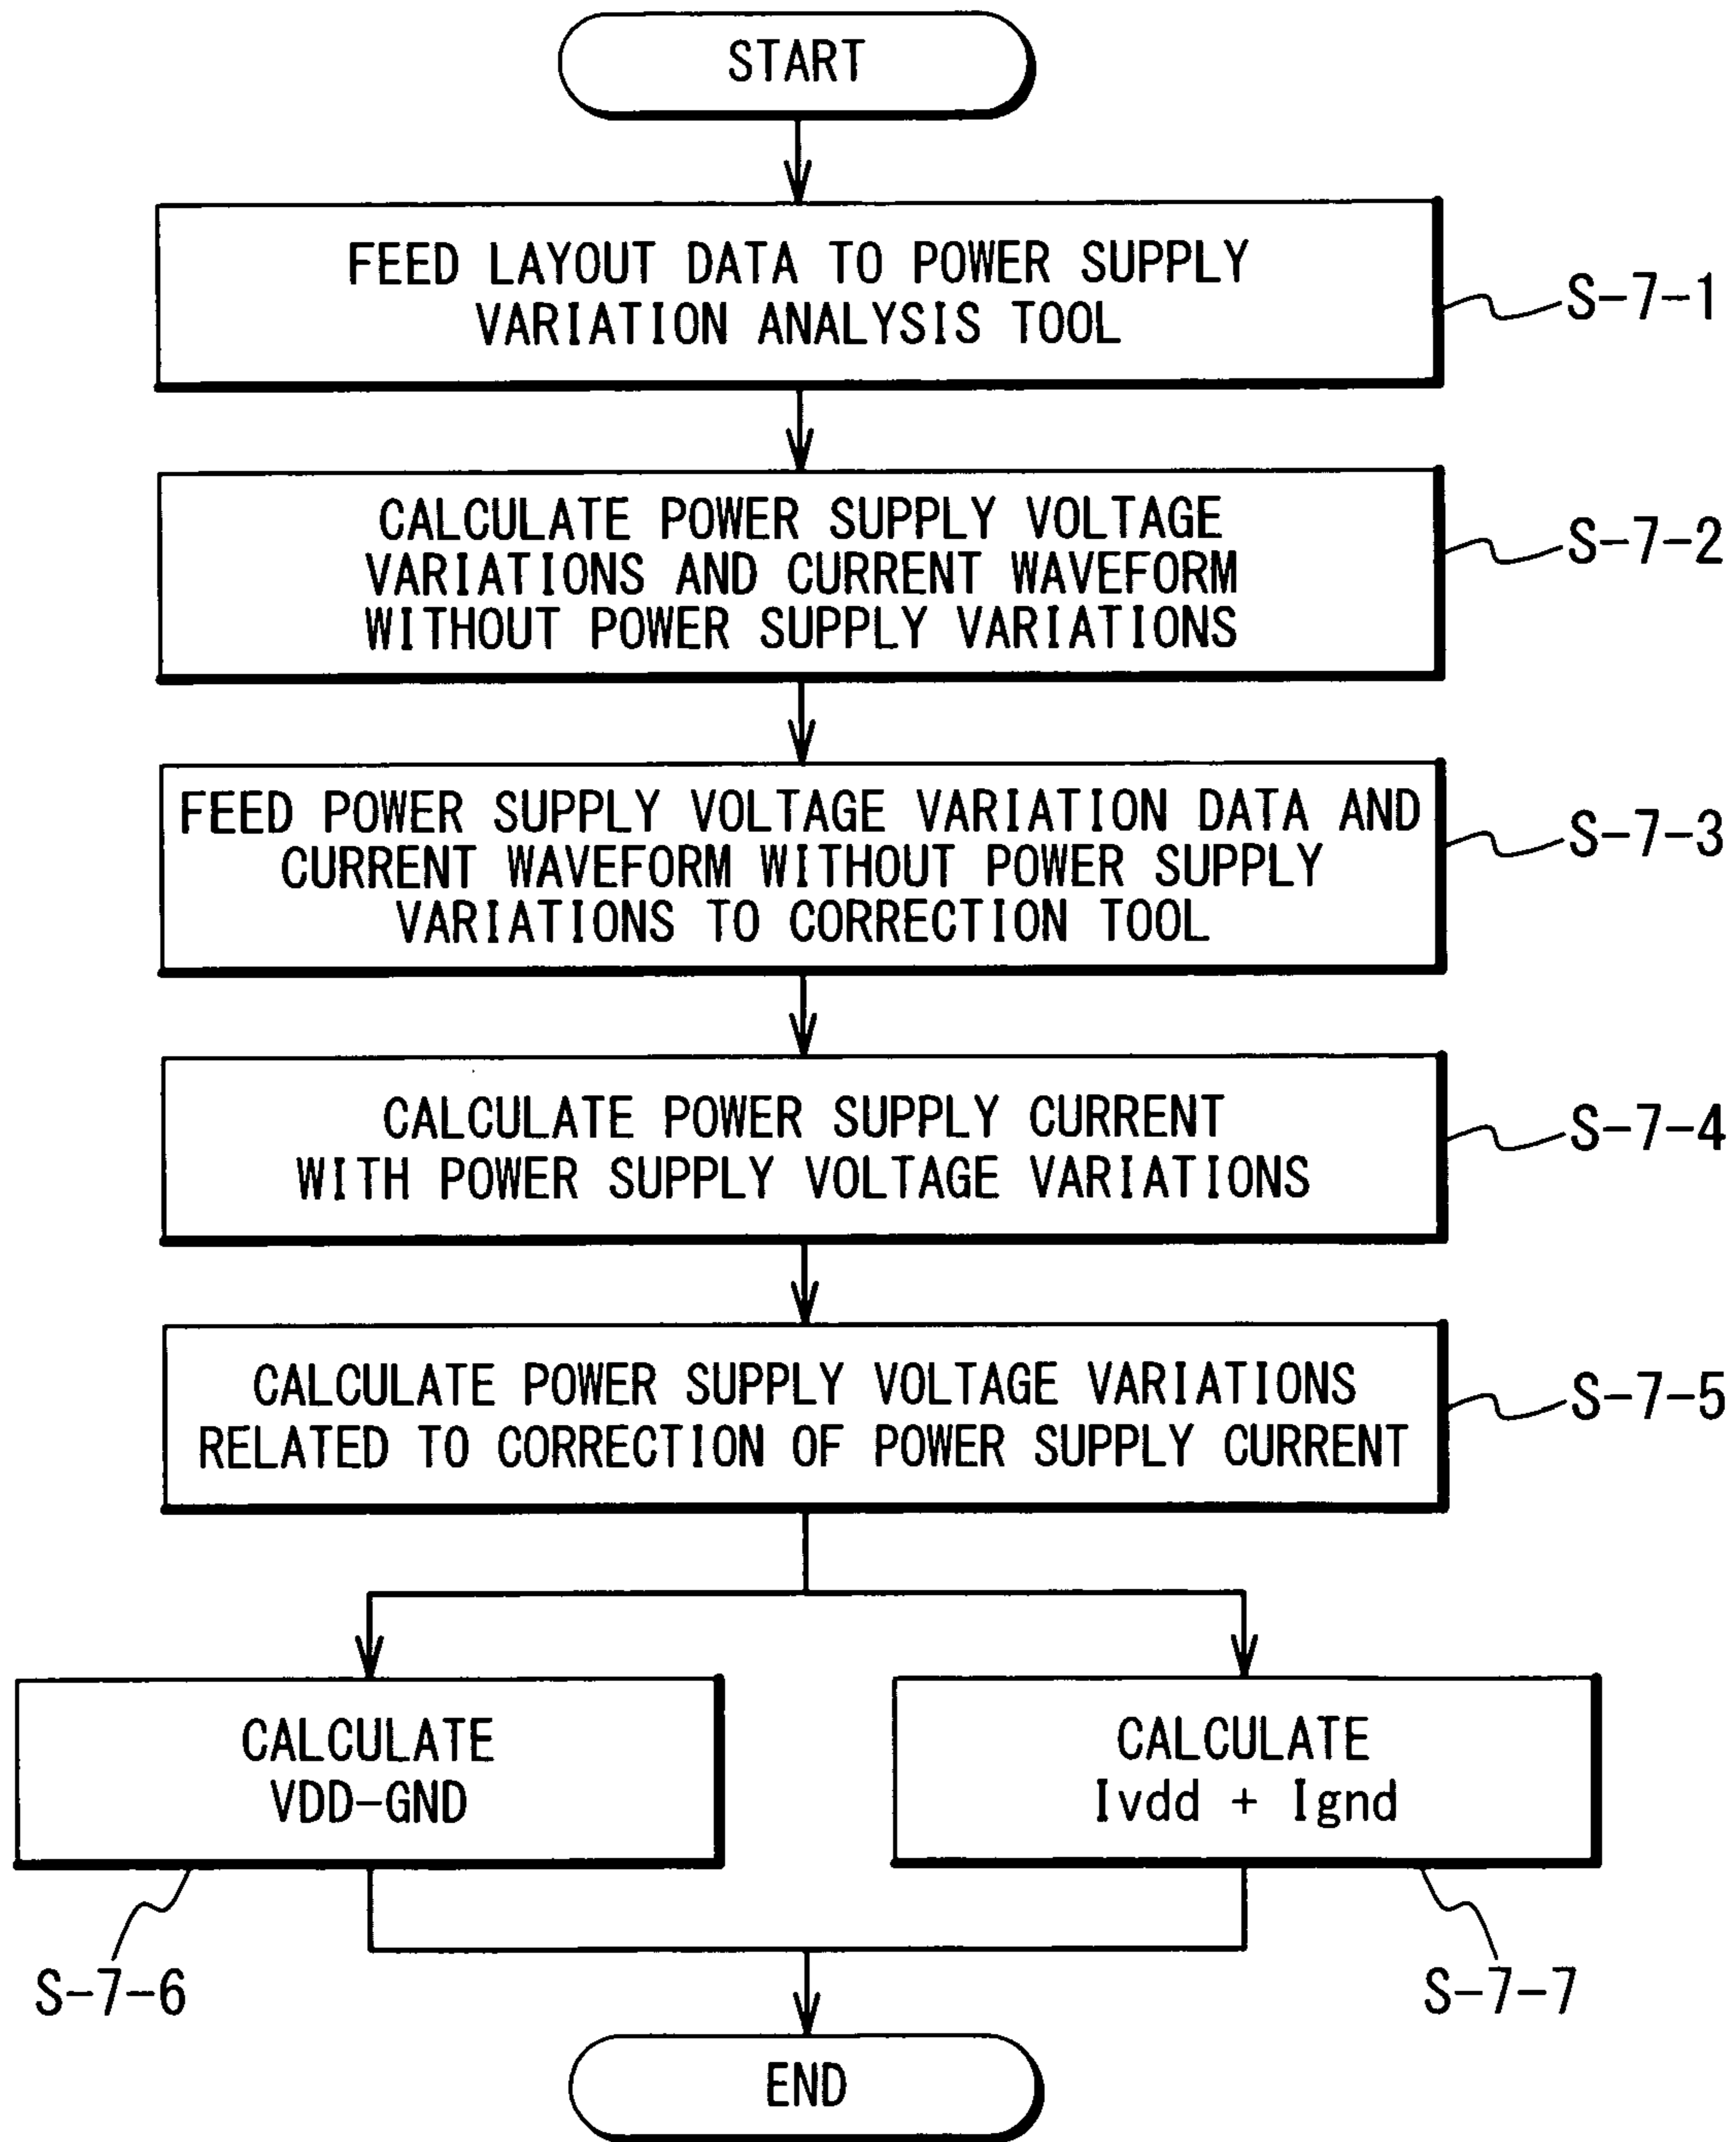 START
FEED LAYOUT DATA TO POWER SUPPLY
VARIATION ANALYSIS TOOL
S-7-1
CALCULATE POWER SUPPLY VOLTAGE
VARIATIONS AND CURRENT WAVEFORM
WITHOUT POWER SUPPLY VARIATIONS
S-7-2
FEED POWER SUPPLY VOLTAGE VARIATION DATA AND
CURRENT WAVEFORM WITHOUT POWER SUPPLY
VARIATIONS TO CORRECTION TOOL
S-7-3
CALCULATE POWER SUPPLY CURRENT
WITH POWER SUPPLY VOLTAGE VARIATIONS
S-7-4
CALCULATE POWER SUPPLY VOLTAGE VARIATIONS
RELATED TO CORRECTION OF POWER SUPPLY CURRENT
S-7-5
CALCULATE
VDD-GND
S-7-6
CALCULATE
Ivdd + Ignd
S-7-7
END